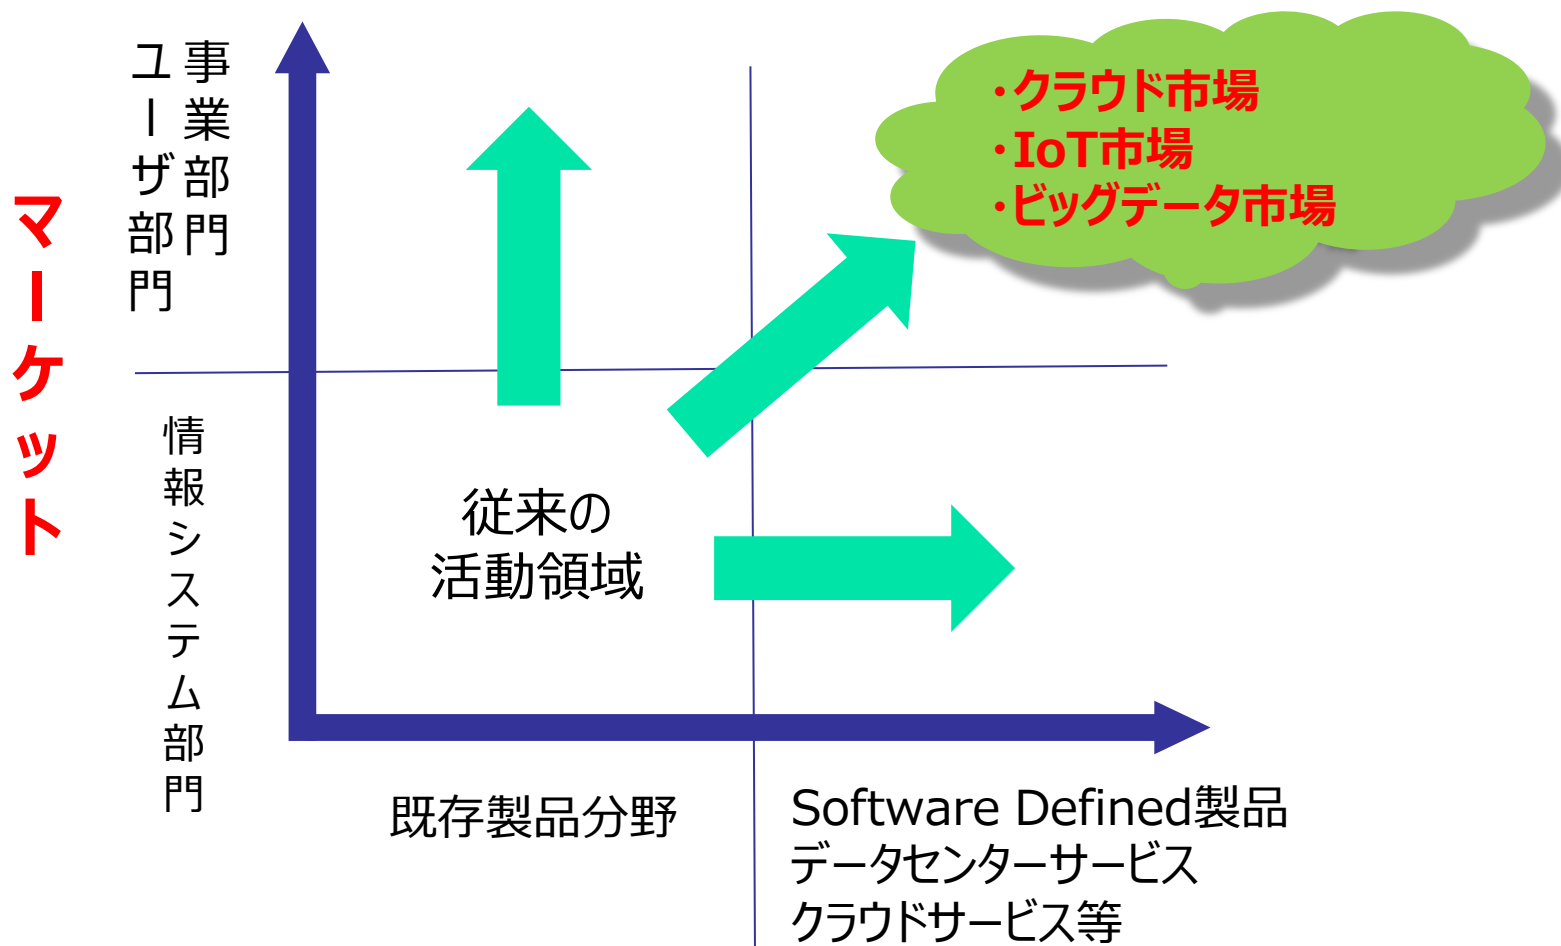 マーケット
事業部門
ユーザ部門
情報システム部門
・クラウド市場
・IoT市場
・ビッグデータ市場
従来の
活動領域
既存製品分野
Software Defined製品
データセンターサービス
クラウドサービス等